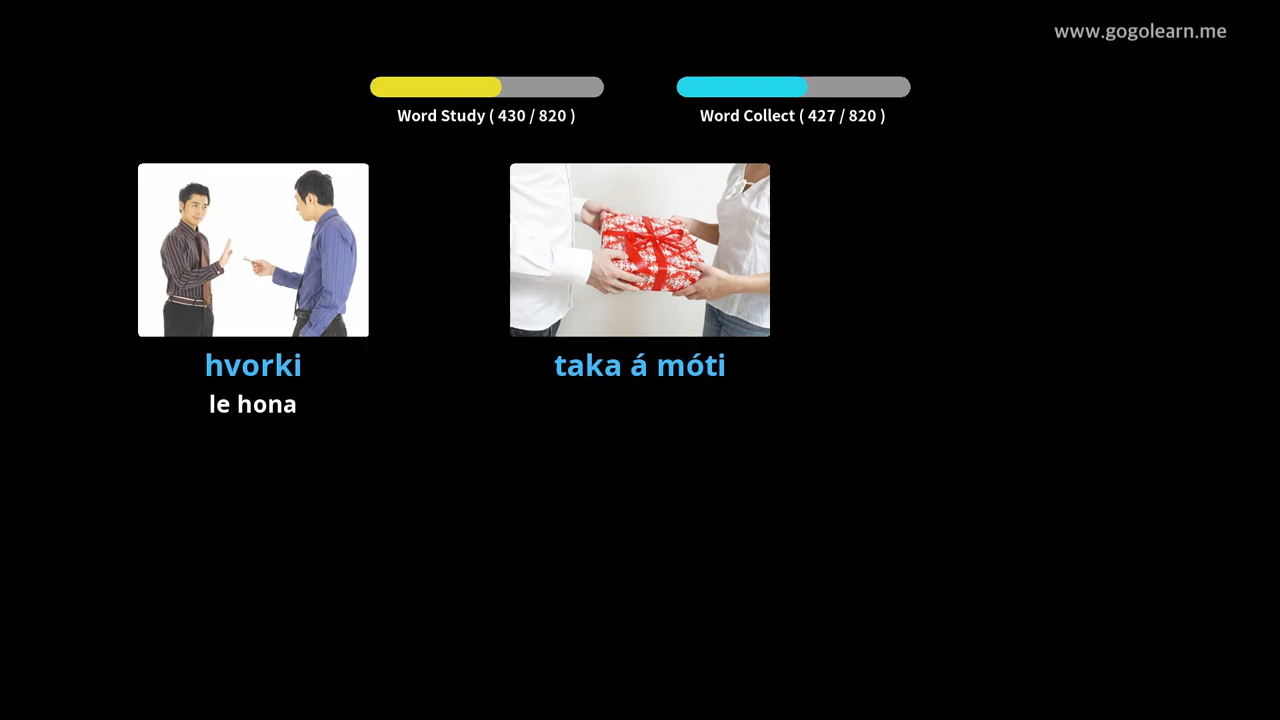 www.gogolearn.me
Word Study ( 430 / 820 )
Word Collect ( 427 / 820 )
hvorki
le hona
taka á móti